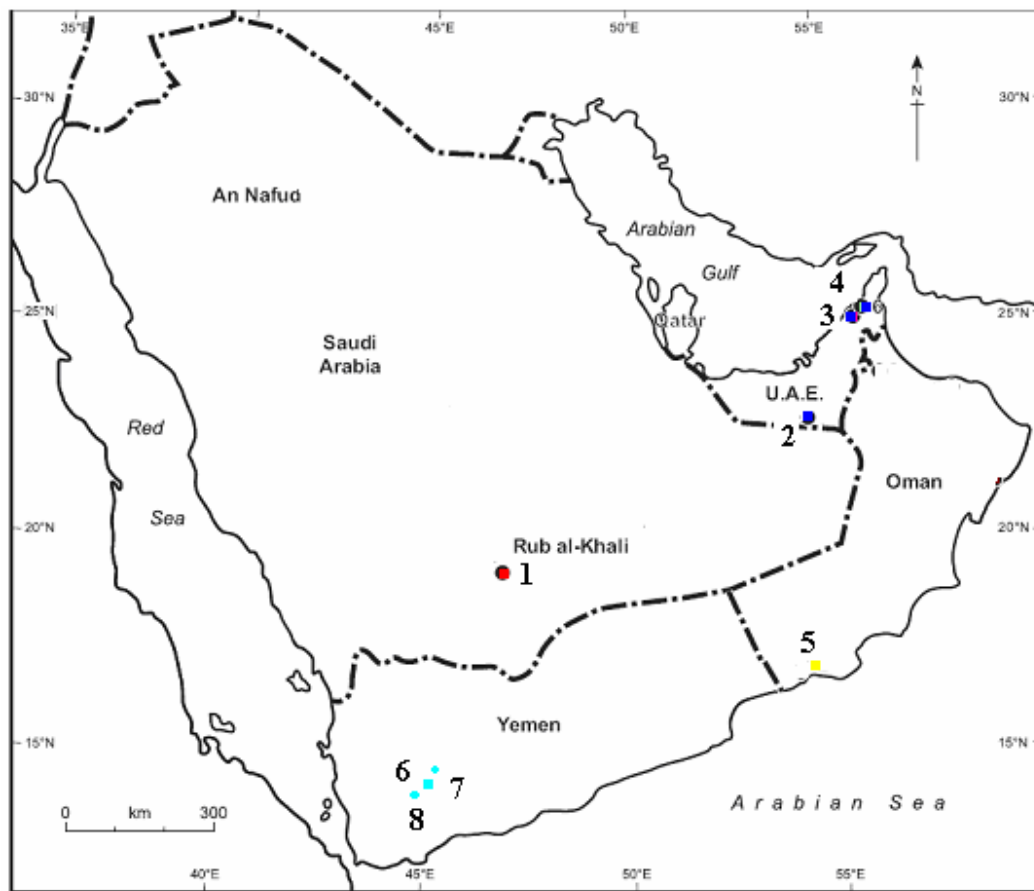 35°E 45°E 50°E 55°E
30°N 30°N
N
An Nafud
Arabian
Gulf
4
25°N 3 6 25°N
Qatar
Saudi
Arabia
U.A.E.
Red
2
Oman
Sea
20°N 20°N
Rub al-Khali
1
5
Yemen
15°N 15°N
6
7
0 km 300
8
Arabian Sea
40°E 45°E 50°E 55°E